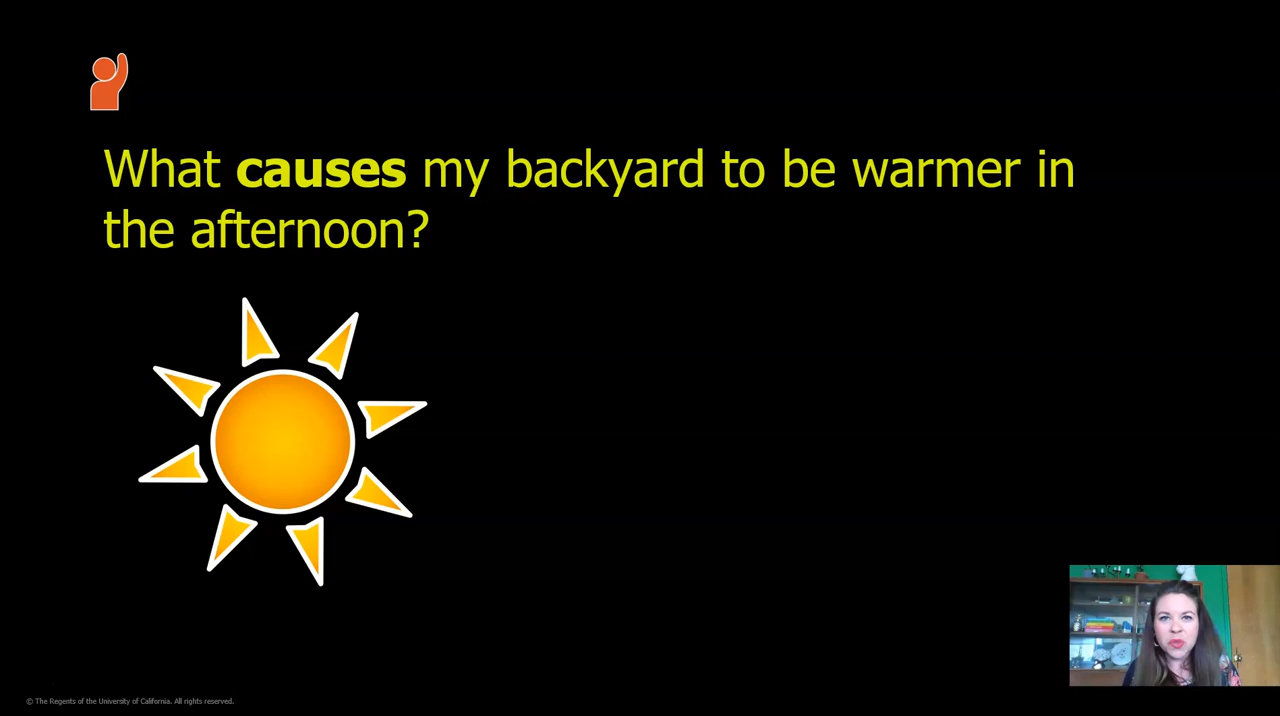 What causes my backyard to be warmer in
the afternoon?
© The Regents of the University of California. All rights reserved.